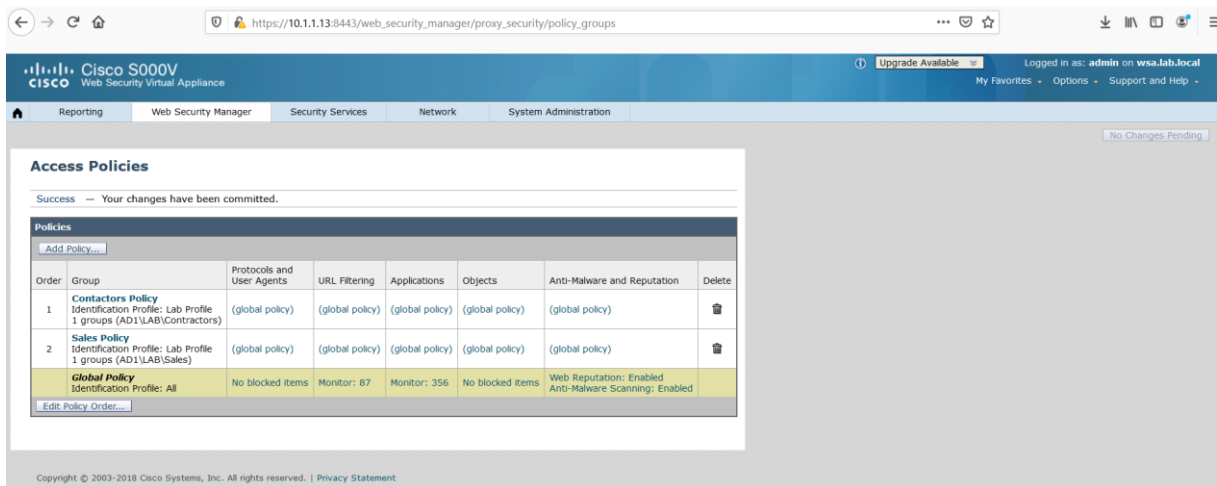 https://10.1.1.13:8443/web_security_manager/proxy_security/policy_groups
CISCO
Cisco S000V
Web Security Virtual Appliance
Upgrade Available
Logged in as: admin on wsa.lab.local
My Favorites Options Support and Help
Reporting Web Security Manager Security Services Network System Administration
No Changes Pending
Access Policies
Success — Your changes have been committed.
Policies
Add Policy...
Order Group Protocols and User Agents URL Filtering Applications Objects Anti-Malware and Reputation Delete
1 Contactors Policy
Identification Profile: Lab Profile
1 groups (AD1\LAB\Contractors)
(global policy) (global policy) (global policy) (global policy) (global policy)
2 Sales Policy
Identification Profile: Lab Profile
1 groups (AD1\LAB\Sales)
(global policy) (global policy) (global policy) (global policy) (global policy)
Global Policy
Identification Profile: All
No blocked items Monitor: 87 Monitor: 356 No blocked items Web Reputation: Enabled
Anti-Malware Scanning: Enabled
Edit Policy Order...
Copyright © 2003-2018 Cisco Systems, Inc. All rights reserved. | Privacy Statement